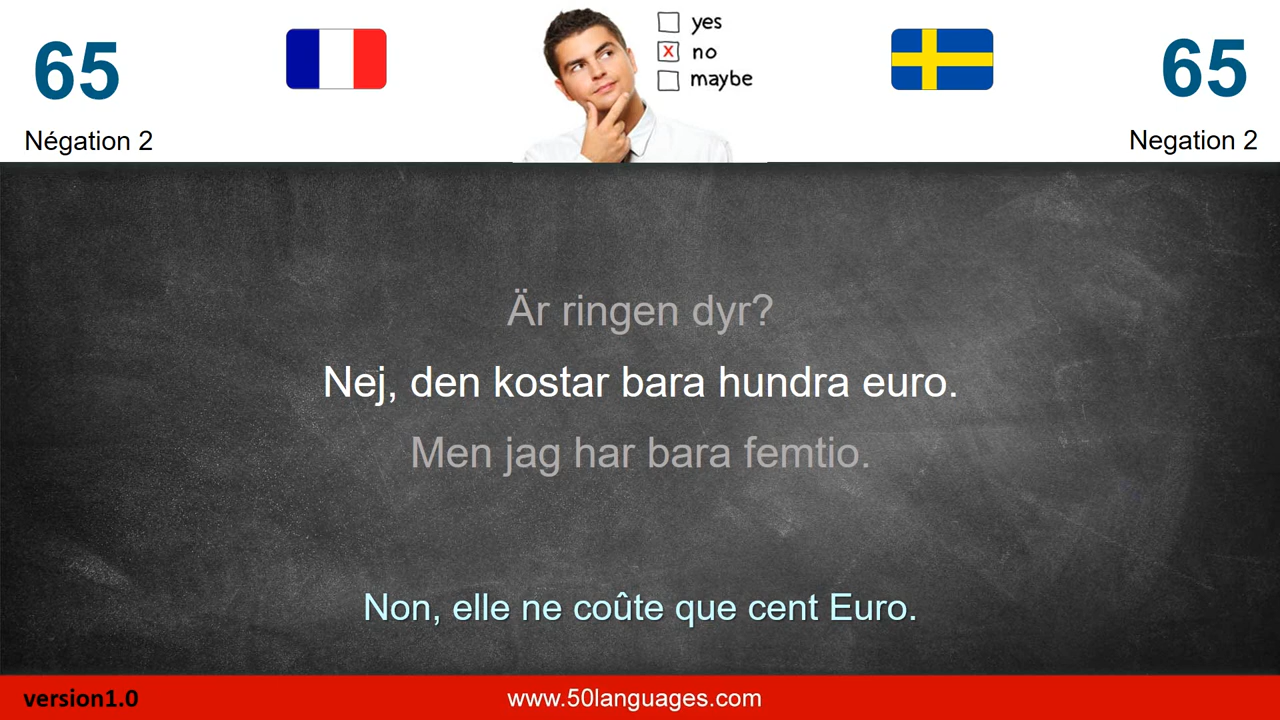 65
Négation 2
yes
x no
maybe
65
Negation 2
Är ringen dyr?
Nej, den kostar bara hundra euro.
Men jag har bara femtio.
Non, elle ne coûte que cent Euro.
version1.0
www.50languages.com